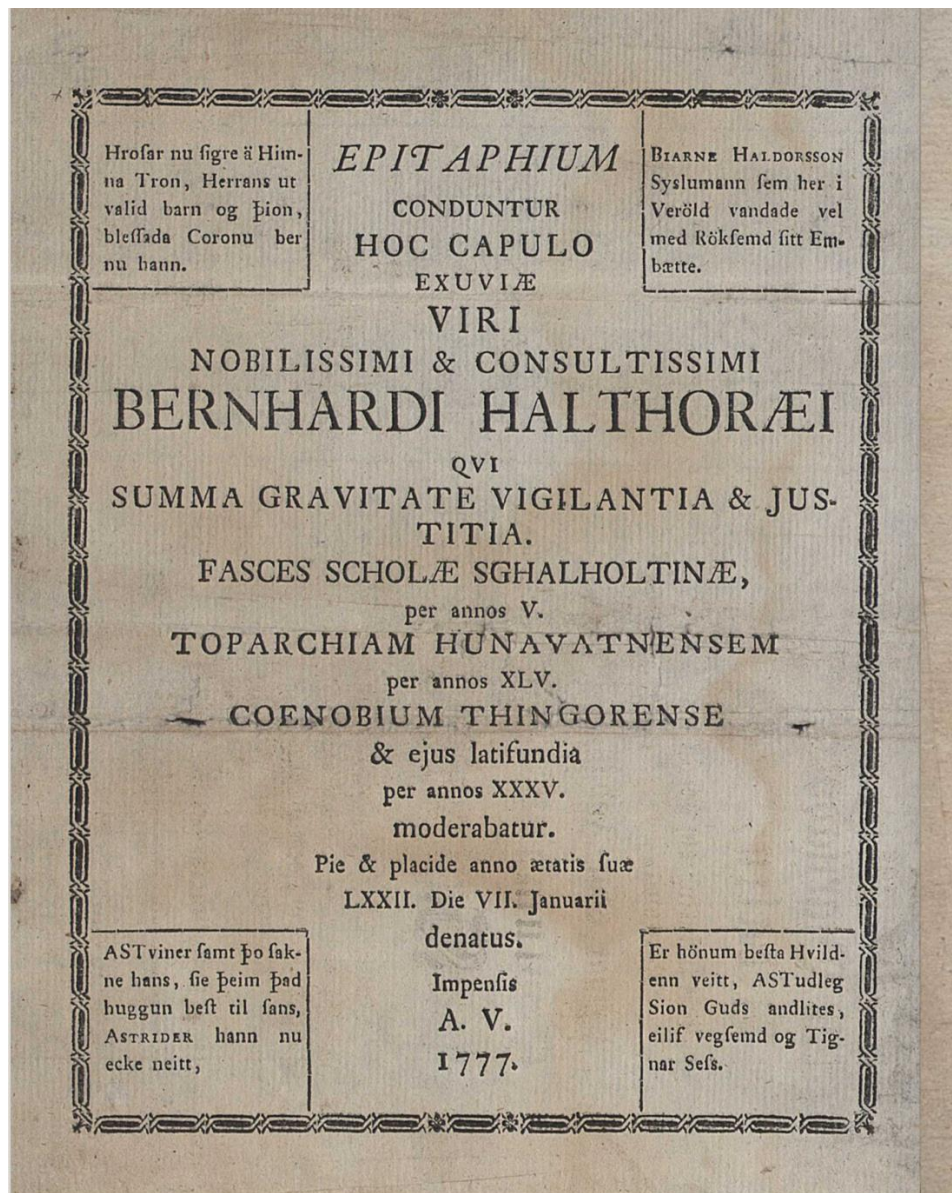 Hrosar nu ſigre ä Him-
na Tron, Herrans ut
valid barn og þion,
bleſſada Coronu ber
nu hann.
EPITAPHIUM
CONDUNTUR
HOC CAPULO
EXUVIÆ
BIARNE HALDORSSON
Syslumann ſem her i
Veröld vandade vel
med Rökſemd ſitt Em-
bætte.
VIRI
NOBILISSIMI & CONSULTISSIMI
BERNHARDI HALTHORÆI
QVI
SUMMA GRAVITATE VIGILANTIA & JUS-
TITIA.
FASCES SCHOLÆ SGHALHOLTINÆ,
per annos V.
TOPARCHIAM HUNAVATNENSEM
per annos XLV.
COENOBIUM THINGORENSE
& ejus latifundia
per annos XXXV.
moderabatur.
Pie & placide anno ætatis ſuæ
LXXII. Die VII. Januarii
denatus.
Impenſis
A. V.
1777.
AST viner ſamt þo ſak-
ne hans, ſie þeim þad
huggun beſt til ſans,
ASTRIDER hann nu
ecke neitt,
Er hönum beſta Hvild-
enn veitt, ASTudleg
Sion Guds andlites,
eilif vegſemd og Tig-
nar Seſs.